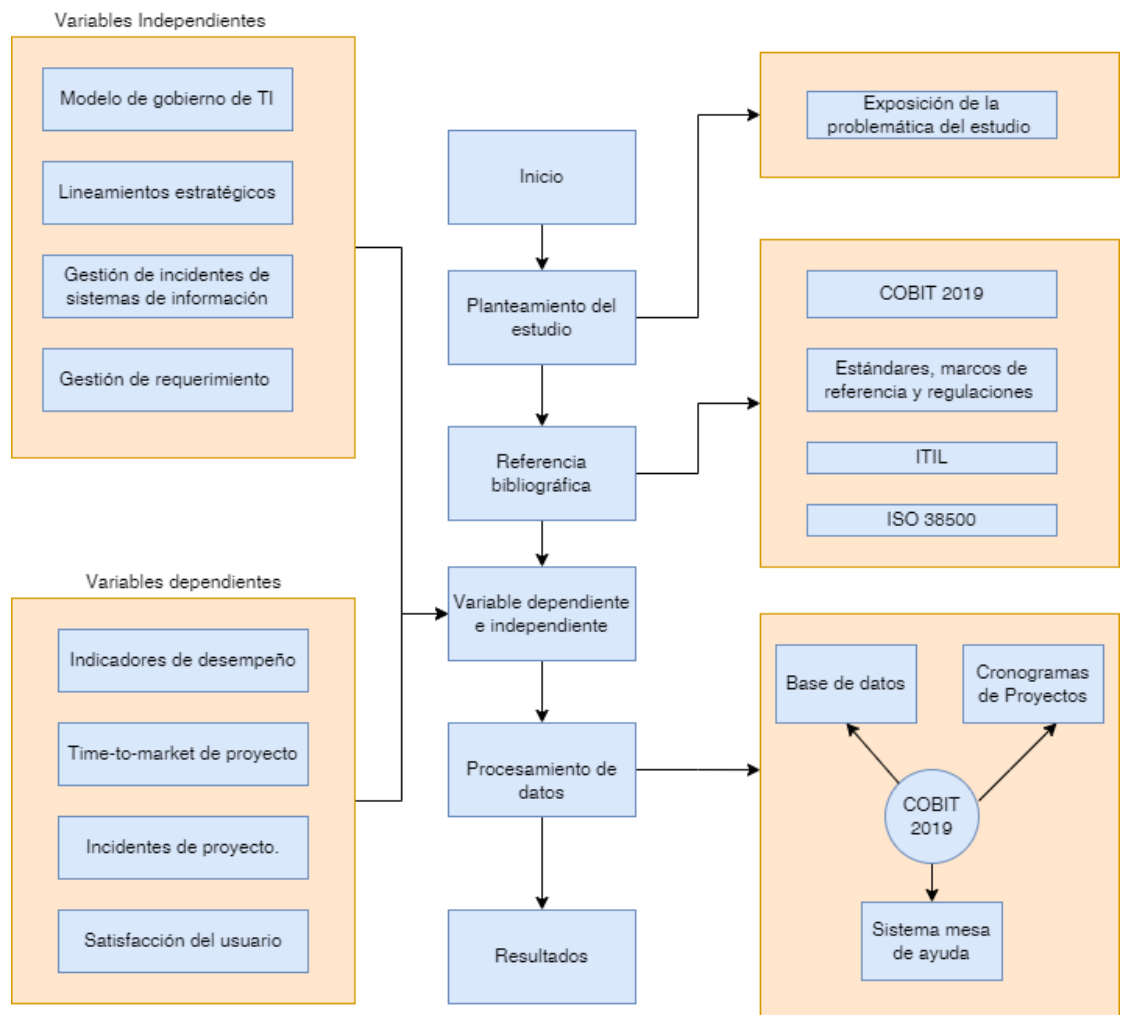 Variables Independientes
Modelo de gobierno de TI
Lineamientos estratégicos
Gestión de incidentes de
sistemas de información
Gestión de requerimiento
Variables dependientes
Indicadores de desempeño
Time-to-market de proyecto
Incidentes de proyecto.
Satisfacción del usuario
Inicio
Planteamiento del
estudio
Referencia
bibliográfica
Variable dependiente
e independiente
Procesamiento de
datos
Resultados
Exposición de la
problemática del estudio
COBIT 2019
Estándares, marcos de
referencia y regulaciones
ITIL
ISO 38500
Base de datos
Cronogramas
de Proyectos
COBIT
2019
Sistema mesa
de ayuda